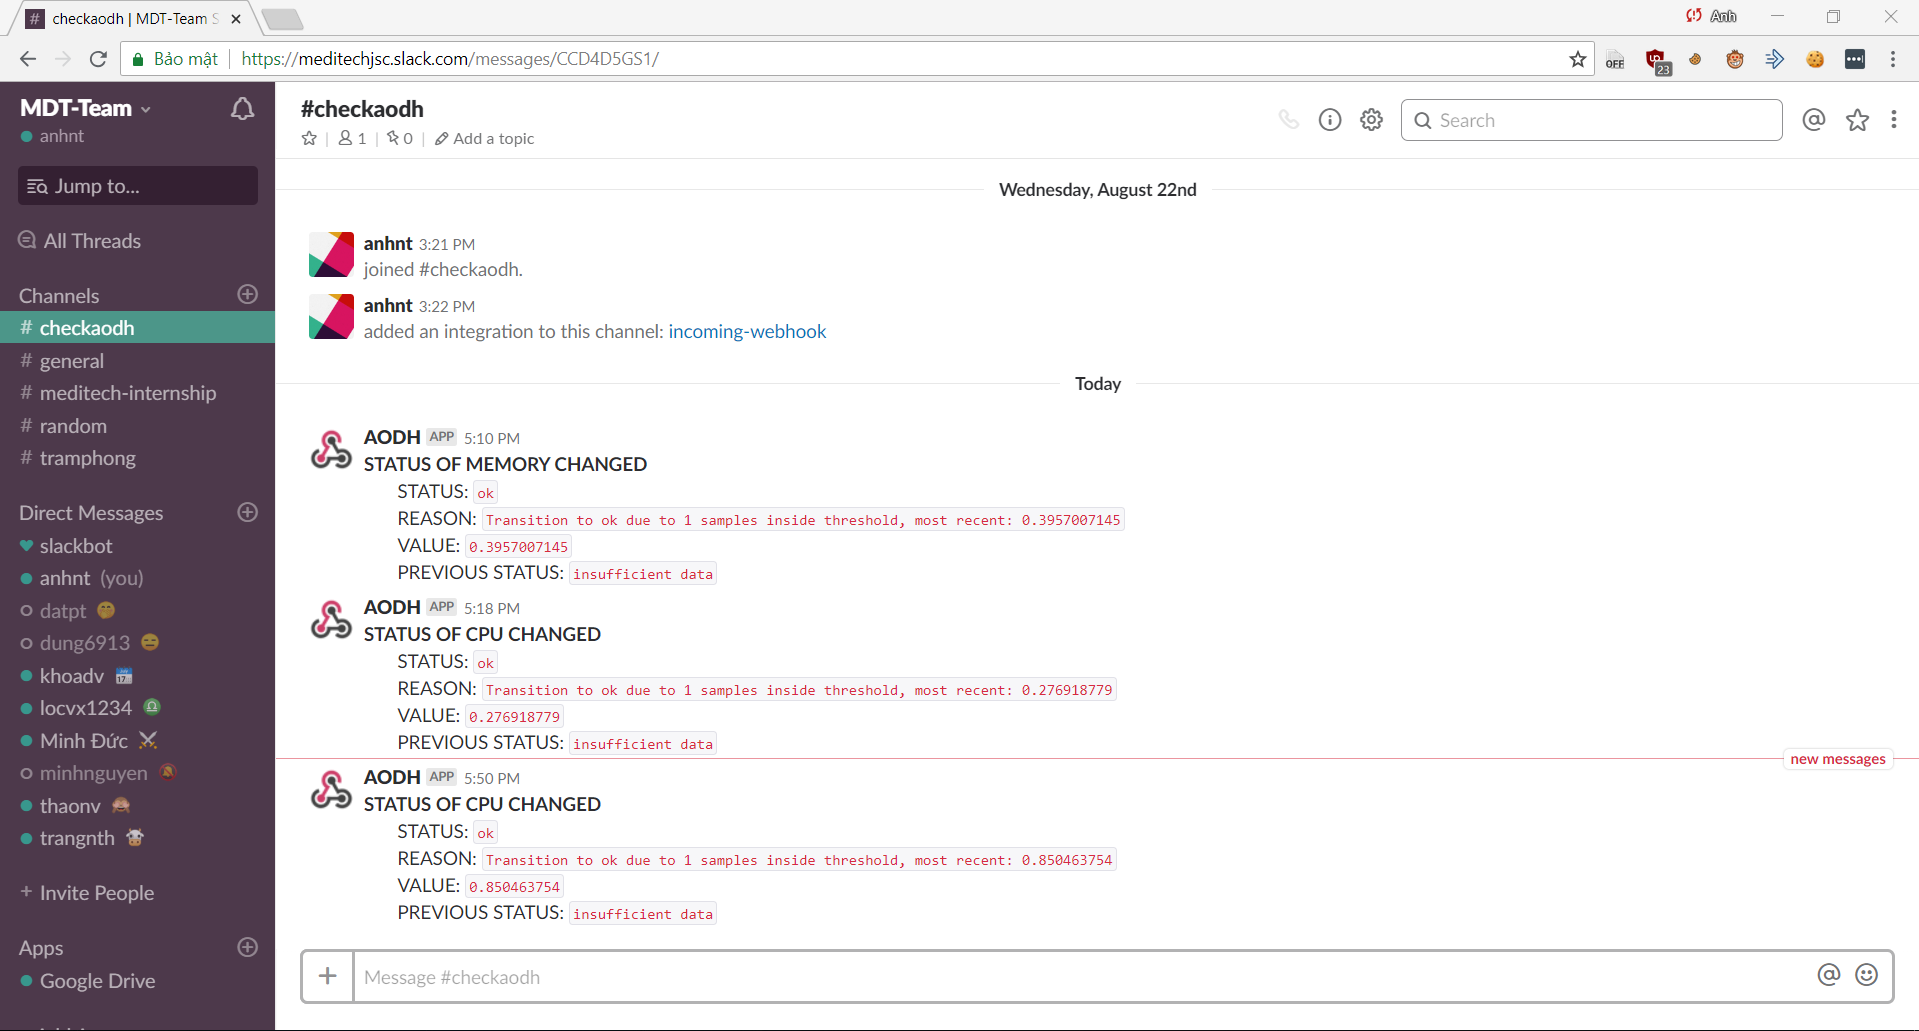 checkaodh | MDT-Team S
Anh
Bảo mật
https://meditechjsc.slack.com/messages/CCD4D5GS1/
OFF
23
MDT-Team
anhnt
Jump to...
All Threads
Channels
# checkaodh
# general
# meditech-internship
# random
# tramphong
Direct Messages
slackbot
anhnt (you)
datpt
dung6913
khoadv
locvx1234
Minh Đức
minhnguyen
thaonv
trangnth
+ Invite People
Apps
Google Drive
#checkaodh
1 | 0 | Add a topic
Search
Wednesday, August 22nd
anhnt 3:21 PM
joined #checkaodh.
anhnt 3:22 PM
added an integration to this channel: incoming-webhook
Today
AODH APP 5:10 PM
STATUS OF MEMORY CHANGED
STATUS: ok
REASON: Transition to ok due to 1 samples inside threshold, most recent: 0.3957007145
VALUE: 0.3957007145
PREVIOUS STATUS: insufficient data
AODH APP 5:18 PM
STATUS OF CPU CHANGED
STATUS: ok
REASON: Transition to ok due to 1 samples inside threshold, most recent: 0.276918779
VALUE: 0.276918779
PREVIOUS STATUS: insufficient data
new messages
AODH APP 5:50 PM
STATUS OF CPU CHANGED
STATUS: ok
REASON: Transition to ok due to 1 samples inside threshold, most recent: 0.850463754
VALUE: 0.850463754
PREVIOUS STATUS: insufficient data
Message #checkaodh